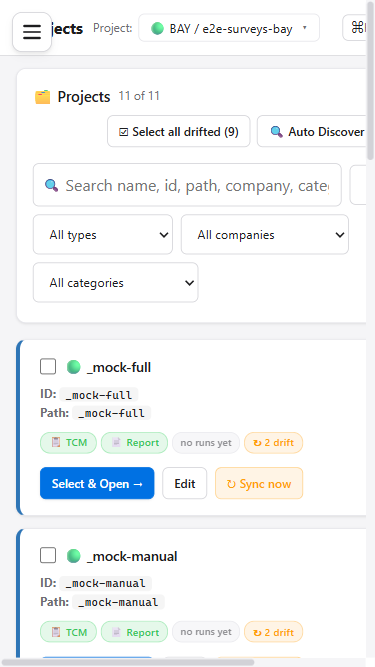 jects Project: BAY / e2e-surveys-bay ⌘
Projects 11 of 11
Select all drifted (9) Auto Discover
Search name, id, path, company, cate
All types All companies
All categories
_mock-full
ID: _mock-full
Path: _mock-full
TCM Report no runs yet ↻ 2 drift
Select & Open → Edit ↻ Sync now
_mock-manual
ID: _mock-manual
Path: _mock-manual
TCM Report no runs yet ↻ 2 drift